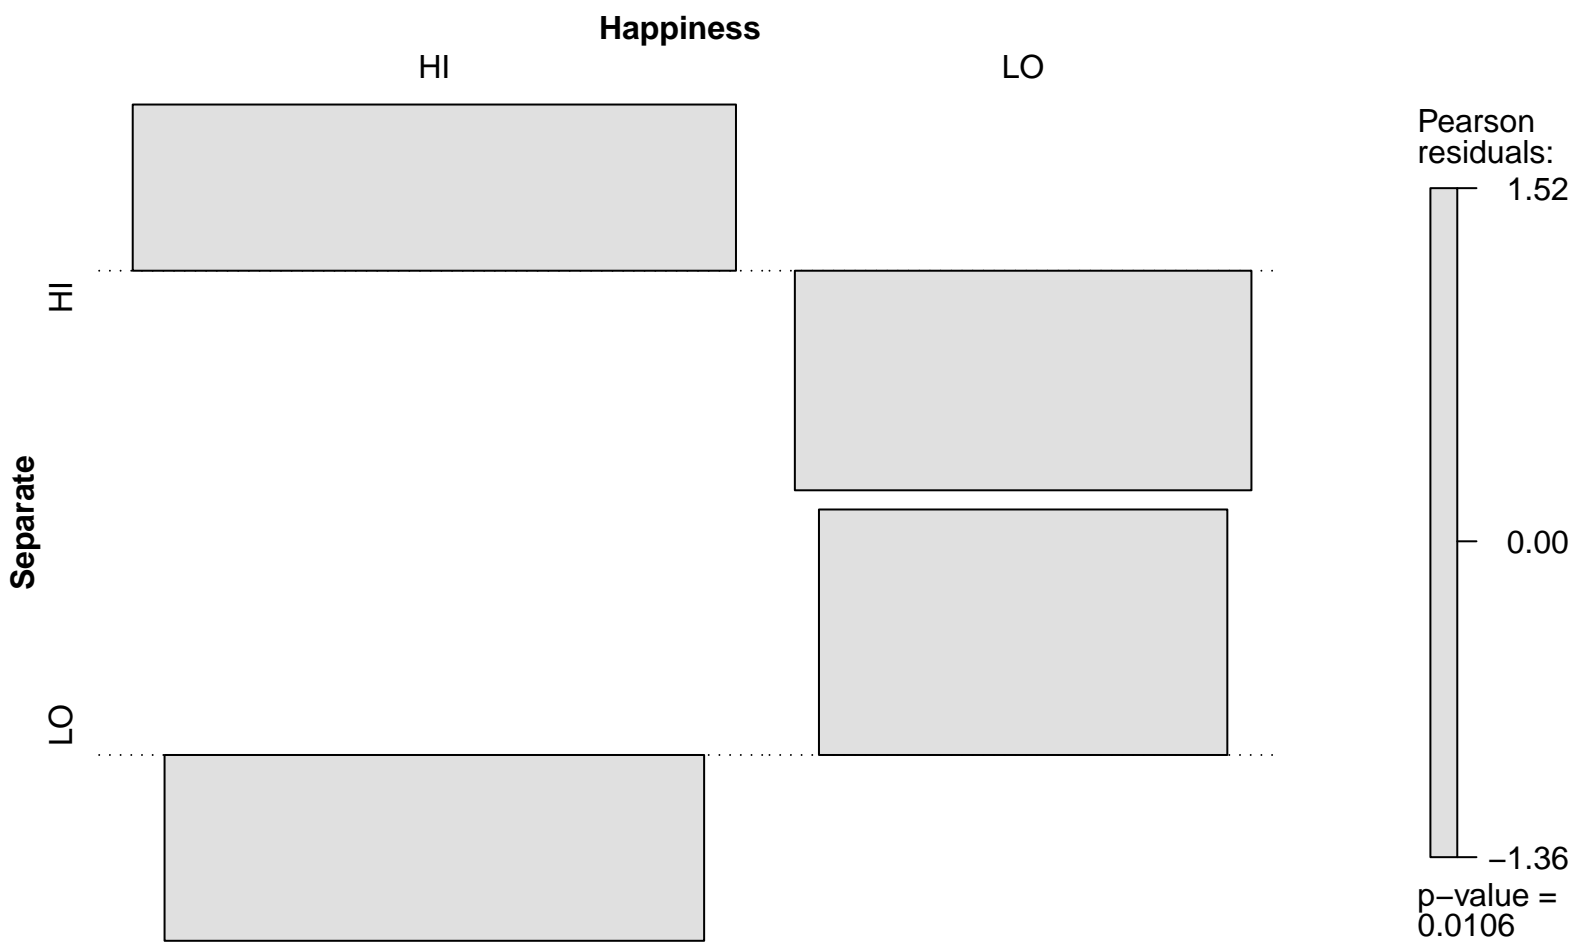 Happiness
HI LO
Pearson
residuals:
1.52
HI
Separate
0.00
LO
−1.36
p−value =
0.0106